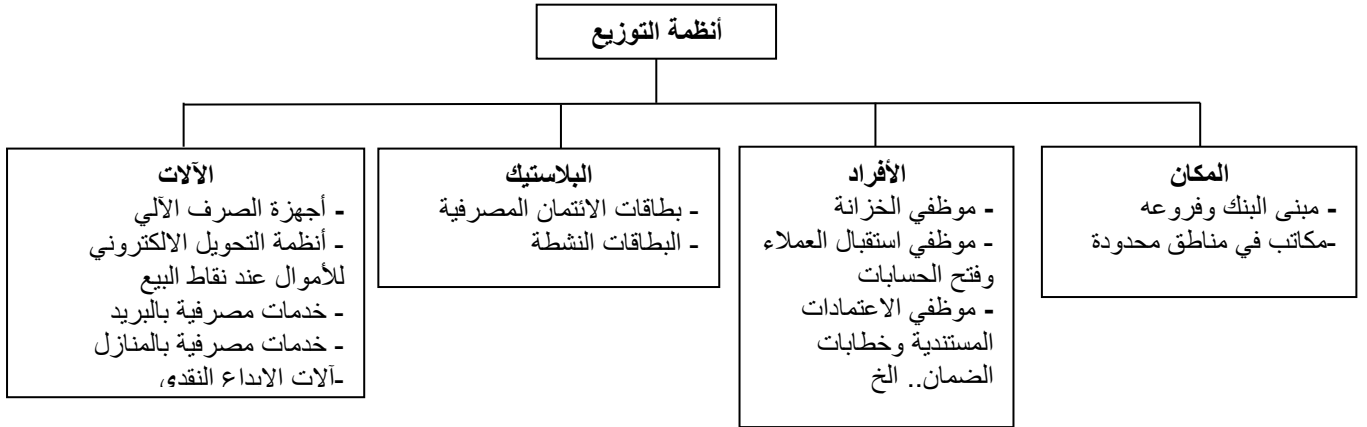 أنظمة التوزيع
المكان
- مبنى البنك وفروعه
-مكاتب في مناطق محدودة
الأفراد
- موظفي الخزانة
- موظفي استقبال العملاء
وفتح الحسابات
- موظفي الاعتمادات
المستندية وخطابات
الضمان.. الخ
البلاستيك
- بطاقات الائتمان المصرفية
- البطاقات النشطة
الآلات
- أجهزة الصرف الآلي
- أنظمة التحويل الالكتروني
للأموال عند نقاط البيع
- خدمات مصرفية بالبريد
- خدمات مصرفية بالمنازل
-آلات الايداع النقدي